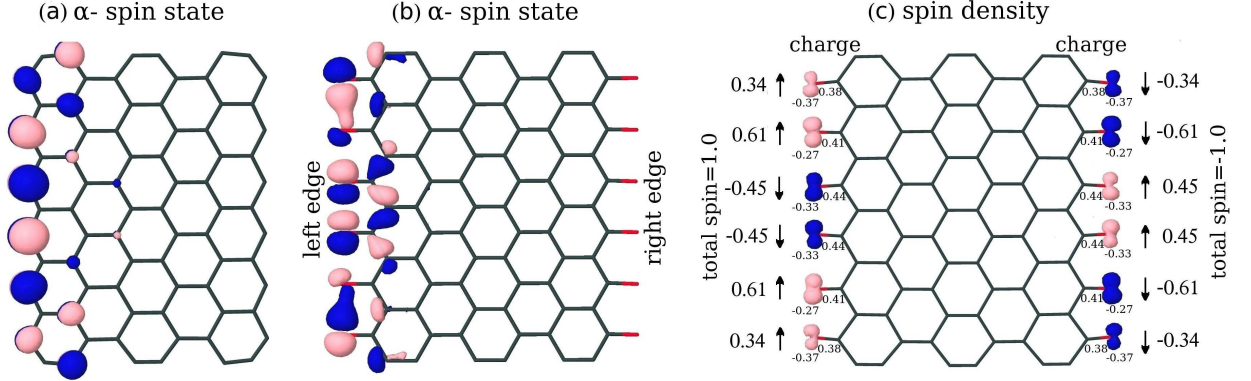 (a) α- spin state
(b) α- spin state
(c) spin density
left edge
right edge
charge
charge
total spin=1.0
total spin=-1.0
0.34 ↑ 0.38 -0.37
0.38 -0.37 ↓ -0.34
0.61 ↑ 0.41 -0.27
0.41 -0.27 ↓ -0.61
-0.45 ↓ 0.44 -0.33
0.44 -0.33 ↑ 0.45
-0.45 ↓ 0.44 -0.33
0.44 -0.33 ↑ 0.45
0.61 ↑ 0.41 -0.27
0.41 -0.27 ↓ -0.61
0.34 ↑ 0.38 -0.37
0.38 -0.37 ↓ -0.34